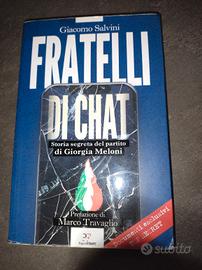 Giacomo Salvini
FRATELLI
DI CHAT
Storia segreta del partito
di Giorgia Meloni
Prefazione di
Marco Travaglio
subito